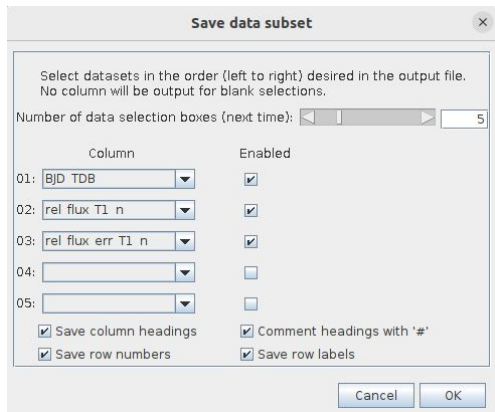 Save data subset
Select datasets in the order (left to right) desired in the output file.
No column will be output for blank selections.
Number of data selection boxes (next time): 5
Column Enabled
01: BJD TDB
02: rel flux T1 n
03: rel flux err T1 n
04:
05:
Save column headings Comment headings with '#'
Save row numbers Save row labels
Cancel OK